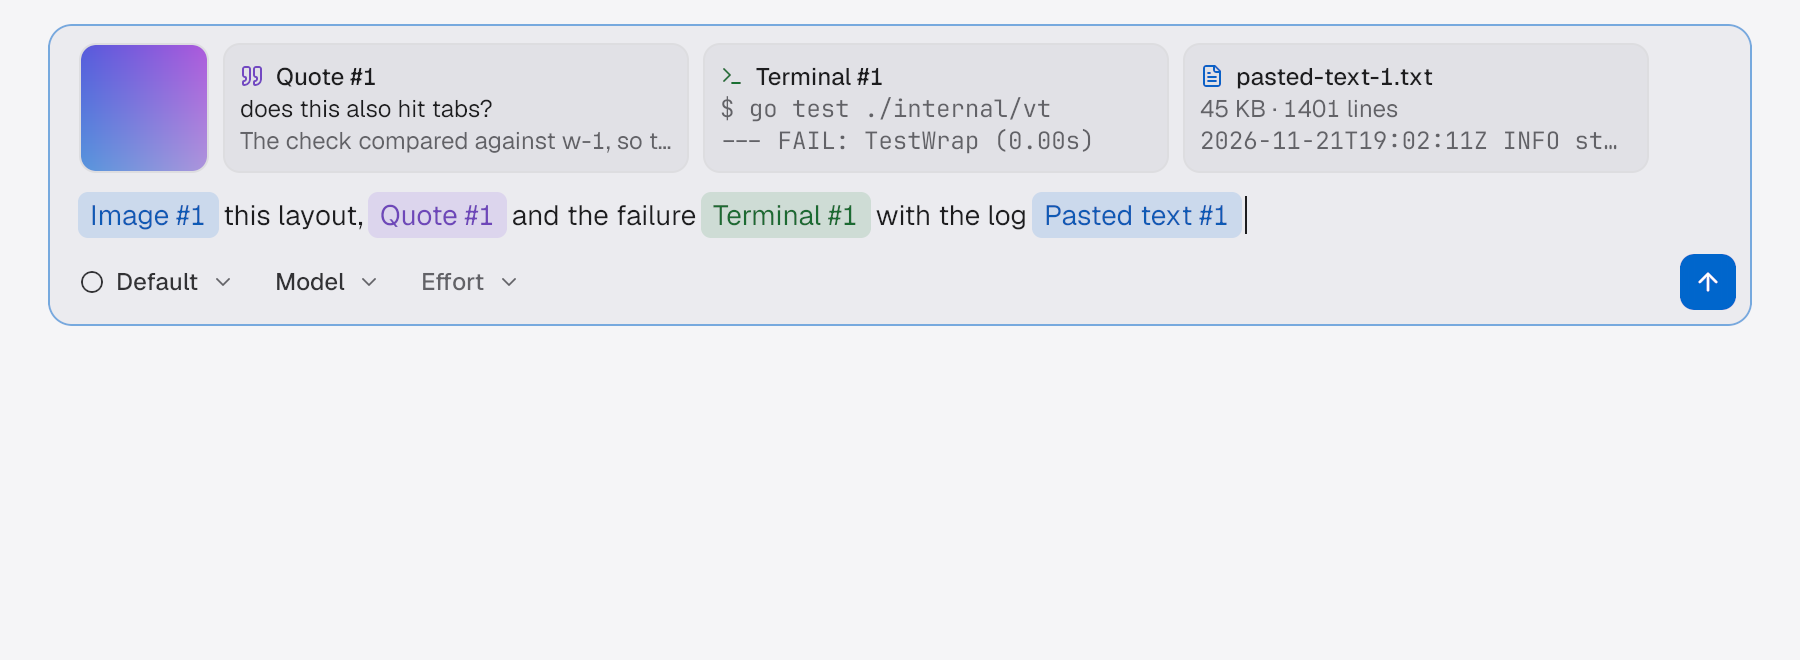 Quote #1
does this also hit tabs?
The check compared against w-1, so t…
Terminal #1
$ go test ./internal/vt
--- FAIL: TestWrap (0.00s)
pasted-text-1.txt
45 KB · 1401 lines
2026-11-21T19:02:11Z INFO st…
Image #1 this layout, Quote #1 and the failure Terminal #1 with the log Pasted text #1
Default Model Effort